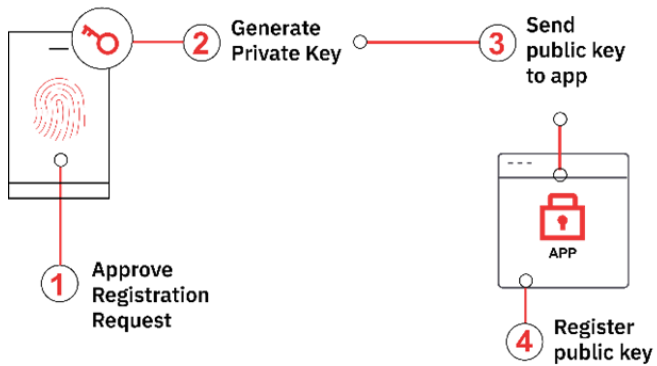 2
Generate
Private Key
3
Send
public key
to app
APP
1
Approve
Registration
Request
4
Register
public key